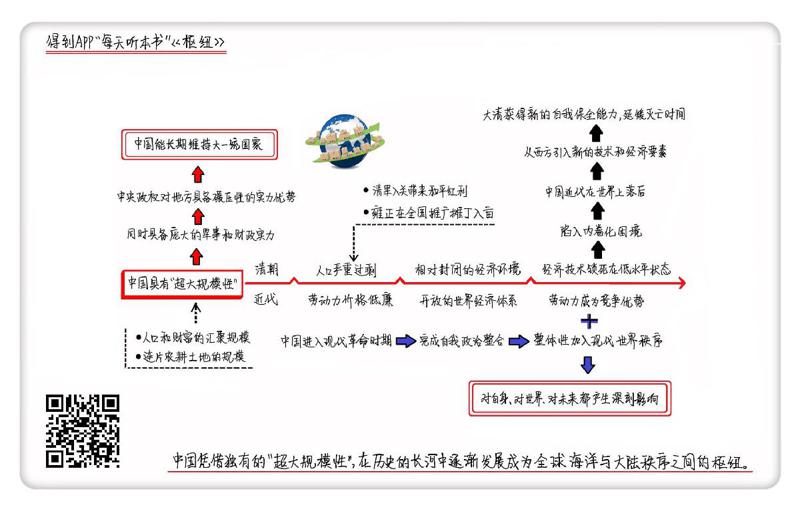 得到APP“每天听本书”《枢纽》
大清获得新的自我保全能力,延缓灭亡时间
中国能长期维持大一统国家
从西方引入新的技术和经济要素
中央政权对地方具备碾压性的实力优势
•清军入关带来和平红利
中国近代在世界上落后
•雍正在全国推广摊丁入亩
同时具备庞大的军事和财政实力
陷入内卷化困境
中国具有“超大规模性”
清朝
人口严重过剩
相对封闭的经济环境
经济技术锁死在低水平状态
近代
劳动力价格低廉
开放的世界经济体系
劳动力成为竞争优势
•人口和财富的汇聚规模
•连片农耕土地的规模
中国进入现代革命时期
完成自我政治整合
整体性加入现代世界秩序
对自身、对世界、对未来都产生深刻影响
中国凭借独有的“超大规模性”,在历史的长河中逐渐发展成为全球海洋与大陆秩序之间的枢纽。